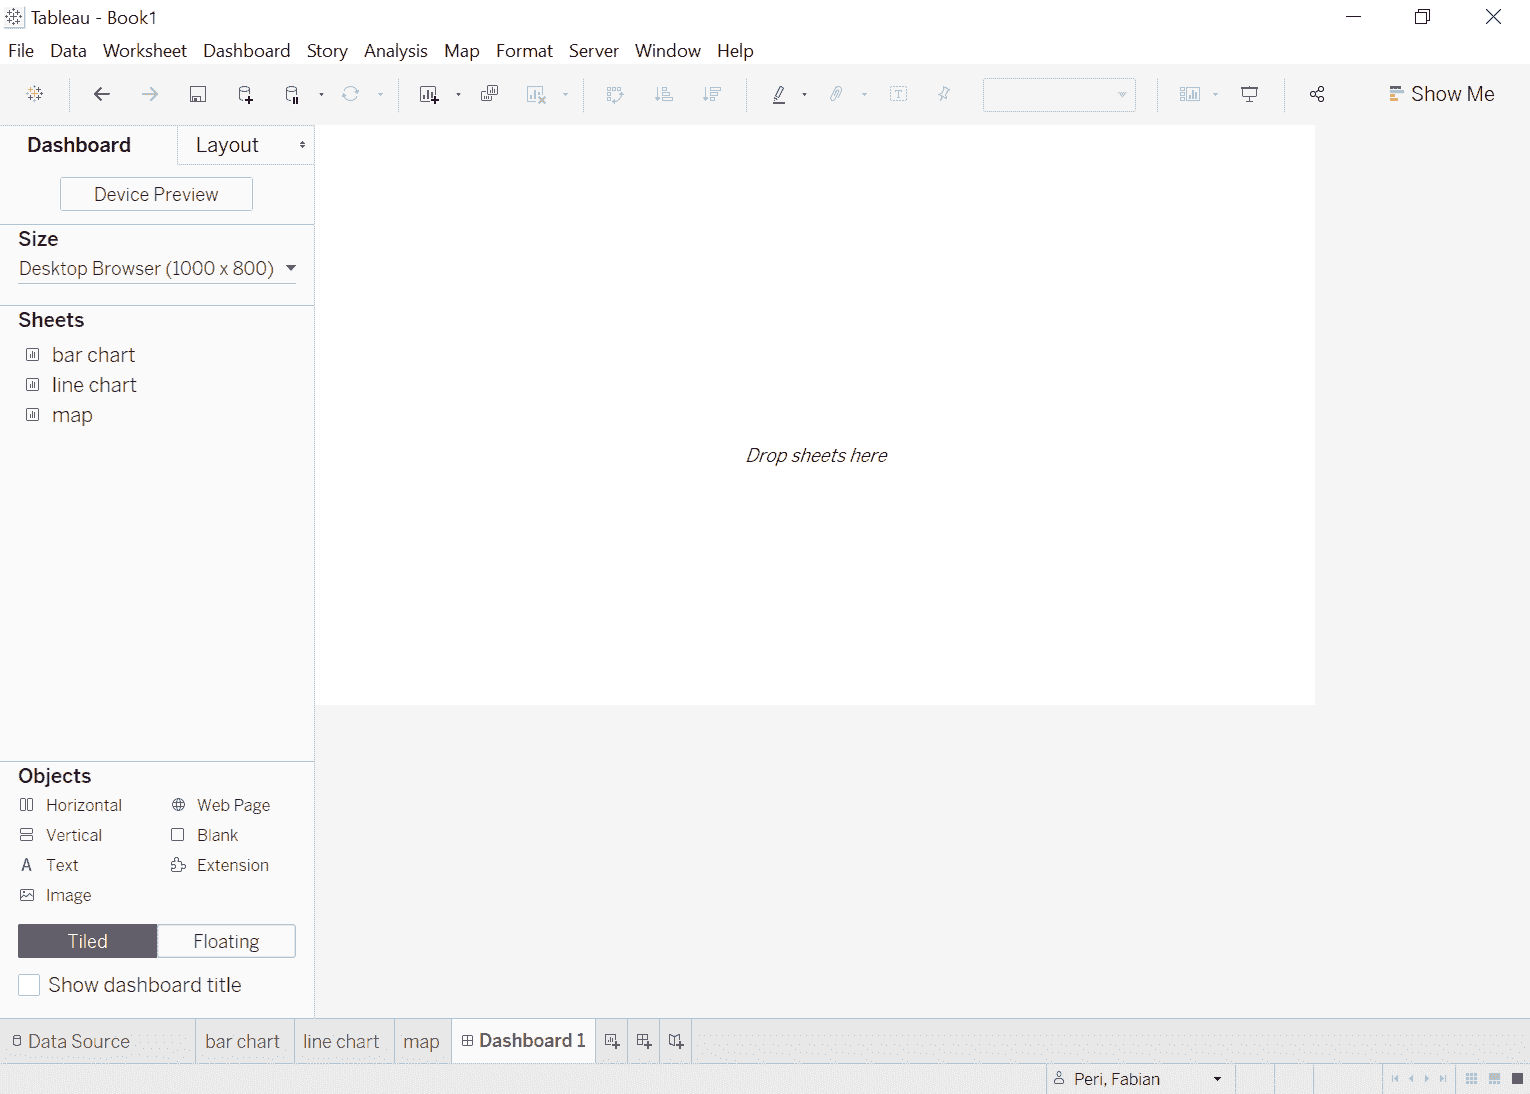 Tableau - Book1
File Data Worksheet Dashboard Story Analysis Map Format Server Window Help
Show Me
Dashboard Layout
Device Preview
Size
Desktop Browser (1000 x 800)
Sheets
bar chart
line chart
map
Drop sheets here
Objects
Horizontal Web Page
Vertical Blank
A Text Extension
Image
Tiled Floating
Show dashboard title
Data Source bar chart line chart map Dashboard 1
Peri, Fabian